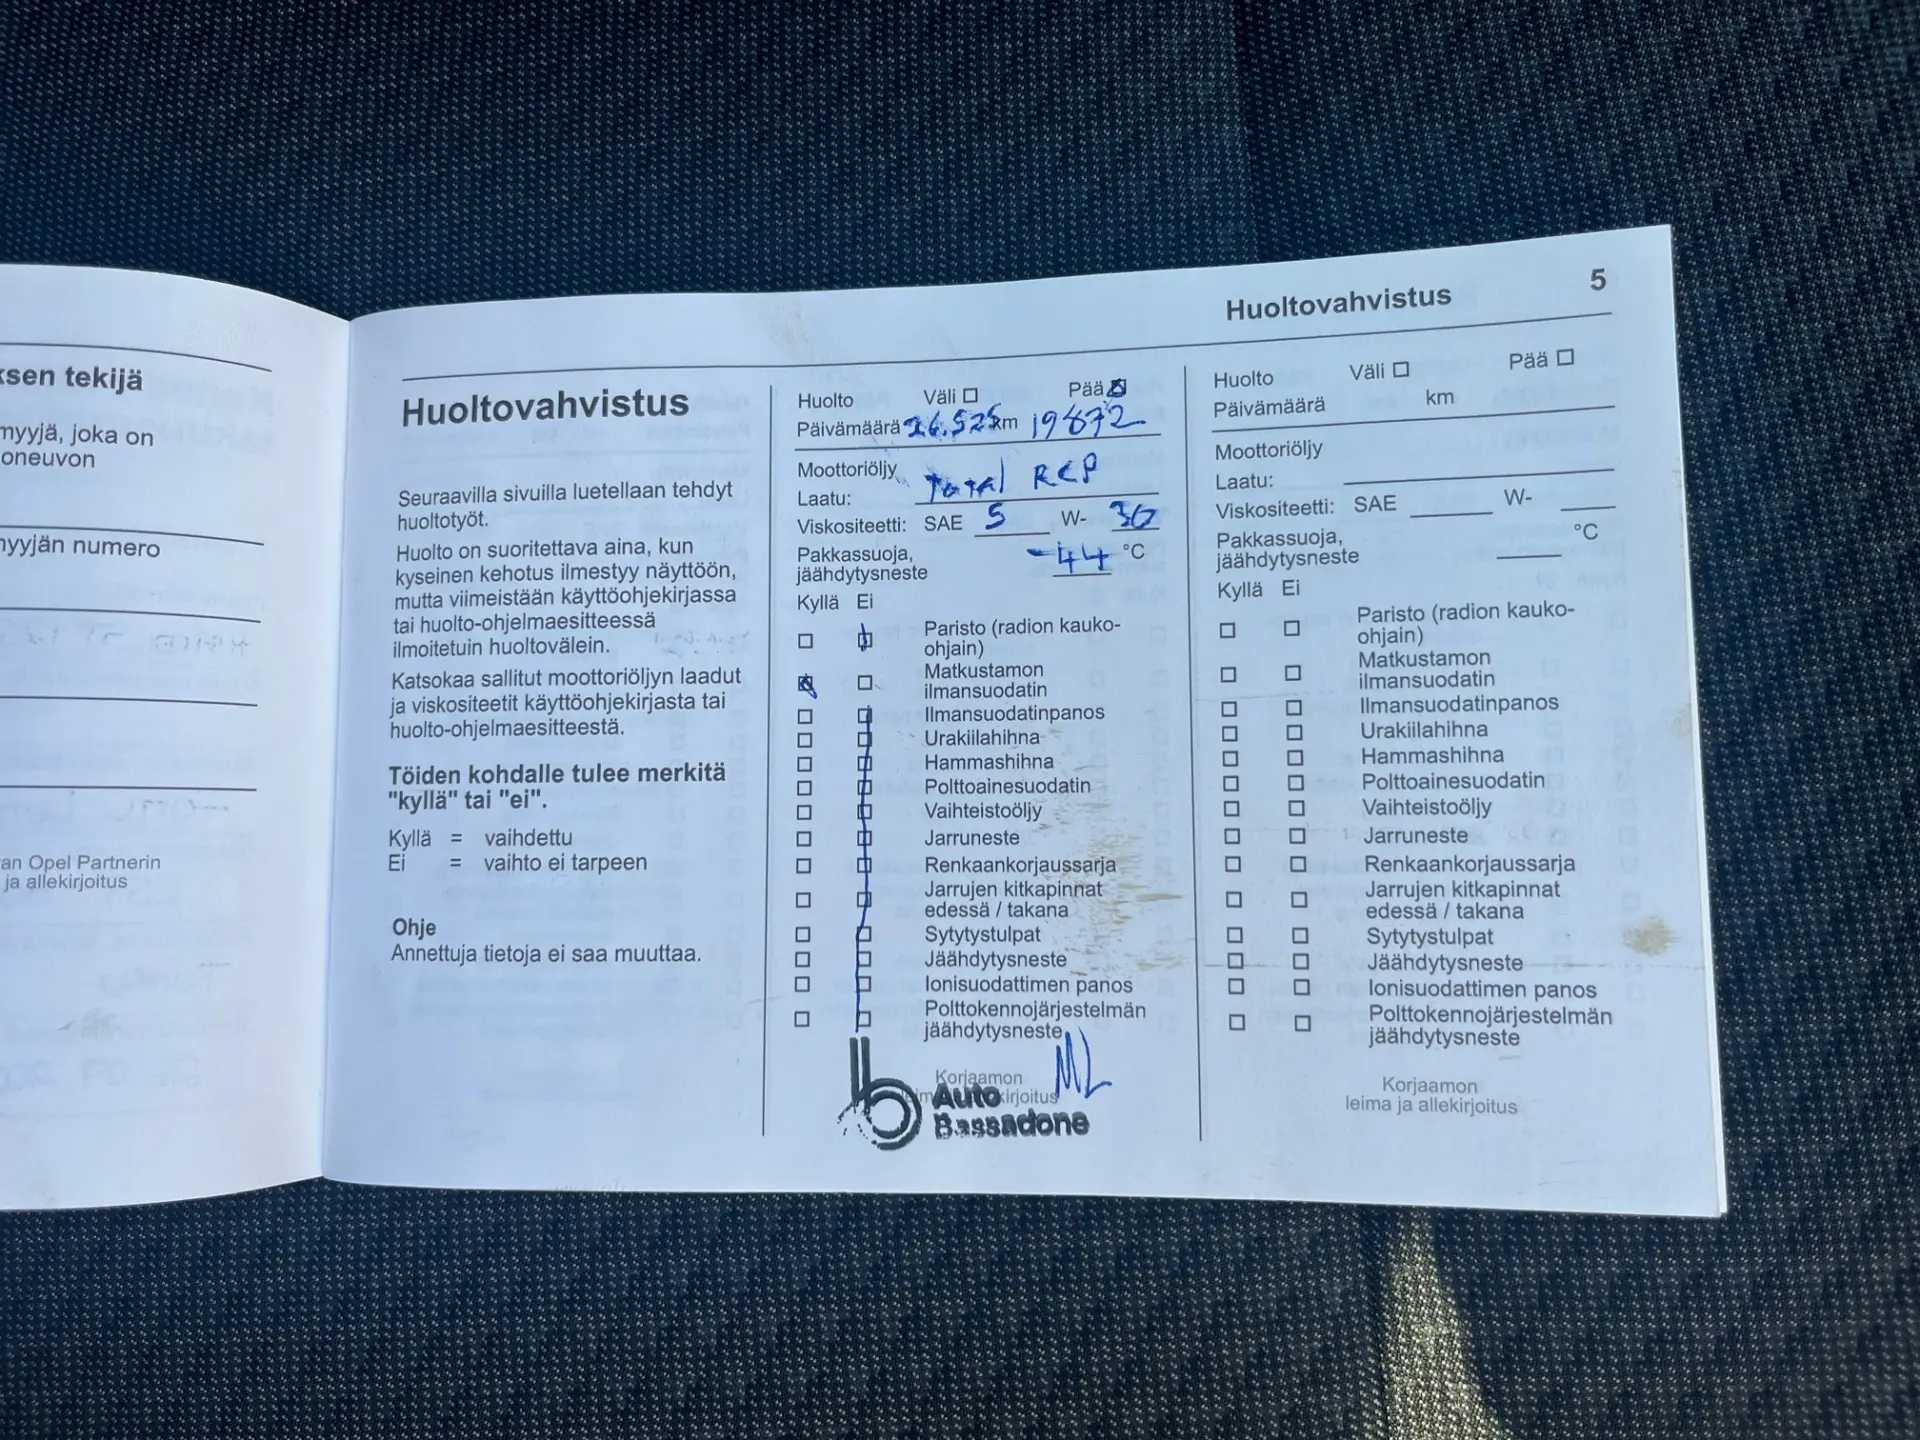 ksen tekijä
myyjä, joka on
oneuvon
myyjän numero
an Opel Partnerin
ja allekirjoitus
Huoltovahvistus 5
Huoltovahvistus
Seuraavilla sivuilla luetellaan tehdyt
huoltotyöt.
Huolto on suoritettava aina, kun
kyseinen kehotus ilmestyy näyttöön,
mutta viimeistään käyttöohjekirjassa
tai huolto-ohjelmaesitteessä
ilmoitetuin huoltovälein.
Katsokaa sallitut moottoriöljyn laadut
ja viskositeetit käyttöohjekirjasta tai
huolto-ohjelmaesitteestä.
Töiden kohdalle tulee merkitä
"kyllä" tai "ei".
Kyllä = vaihdettu
Ei = vaihto ei tarpeen
Ohje
Annettuja tietoja ei saa muuttaa.
Huolto Väli Pää
Päivämäärä 26.525 km 19872
Moottoriöljy
Laatu: Total RCP
Viskositeetti: SAE 5 W- 30
Pakkassuoja,
jäähdytysneste -44 °C
Kyllä Ei
Paristo (radion kauko-
ohjain)
Matkustamon
ilmansuodatin
Ilmansuodatinpanos
Urakiilahihna
Hammashihna
Polttoainesuodatin
Vaihteistoöljy
Jarruneste
Renkaankorjaussarja
Jarrujen kitkapinnat
edessä / takana
Sytytystulpat
Jäähdytysneste
Ionisuodattimen panos
Polttokennojärjestelmän
jäähdytysneste
Korjaamon
ML
Auto
Bassadone
Huolto Väli Pää
Päivämäärä km
Moottoriöljy
Laatu:
Viskositeetti: SAE W-
Pakkassuoja,
jäähdytysneste °C
Kyllä Ei
Paristo (radion kauko-
ohjain)
Matkustamon
ilmansuodatin
Ilmansuodatinpanos
Urakiilahihna
Hammashihna
Polttoainesuodatin
Vaihteistoöljy
Jarruneste
Renkaankorjaussarja
Jarrujen kitkapinnat
edessä / takana
Sytytystulpat
Jäähdytysneste
Ionisuodattimen panos
Polttokennojärjestelmän
jäähdytysneste
Korjaamon
leima ja allekirjoitus